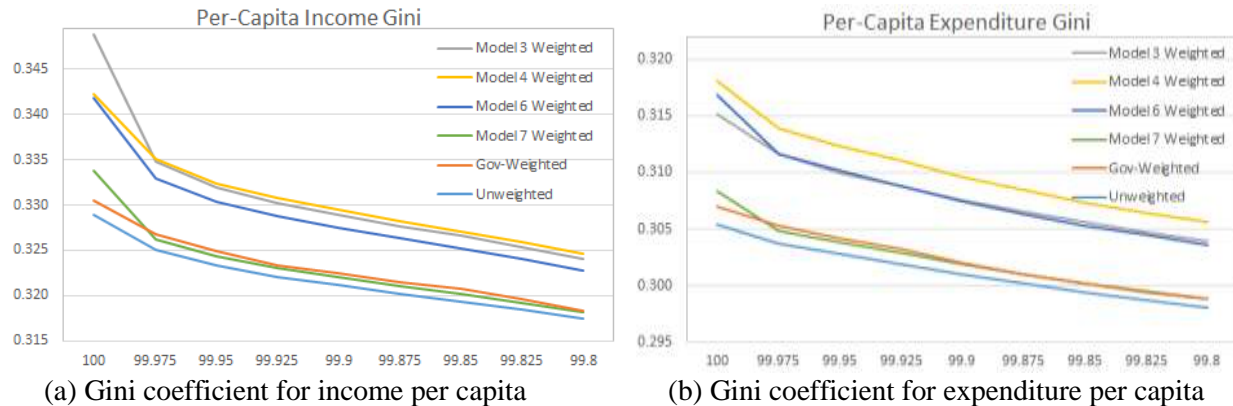 Per-Capita Income Gini
0.345
0.340
0.335
0.330
0.325
0.320
0.315
Model 3 Weighted
Model 4 Weighted
Model 6 Weighted
Model 7 Weighted
Gov-Weighted
Unweighted
100 99.975 99.95 99.925 99.9 99.875 99.85 99.825 99.8
(a) Gini coefficient for income per capita
Per-Capita Expenditure Gini
0.320
0.315
0.310
0.305
0.300
0.295
Model 3 Weighted
Model 4 Weighted
Model 6 Weighted
Model 7 Weighted
Gov-Weighted
Unweighted
100 99.975 99.95 99.925 99.9 99.875 99.85 99.825 99.8
(b) Gini coefficient for expenditure per capita